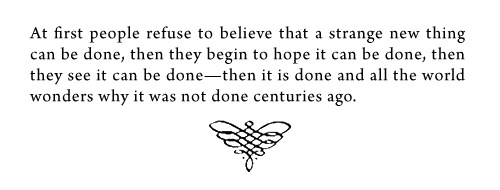 At first people refuse to believe that a strange new thing
can be done, then they begin to hope it can be done, then
they see it can be done—then it is done and all the world
wonders why it was not done centuries ago.